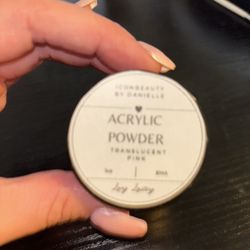 ICONBEAUTY
BY DANIELLE
ACRYLIC
POWDER
TRANSLUCENT
PINK